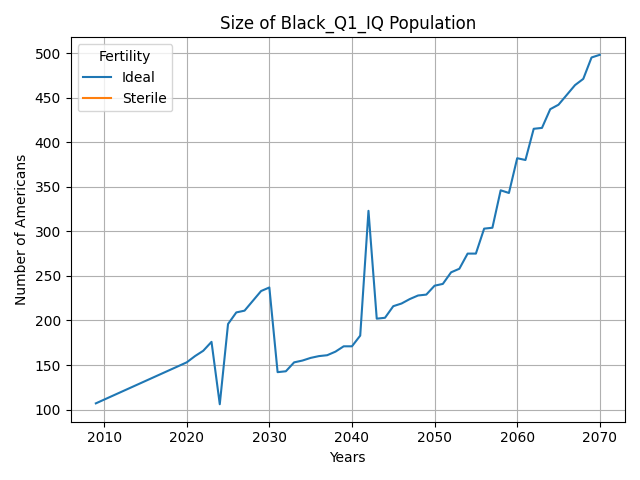 Size of Black_Q1_IQ Population
Fertility
Ideal
Sterile
Number of Americans
500
450
400
350
300
250
200
150
100
2010 2020 2030 2040 2050 2060 2070
Years